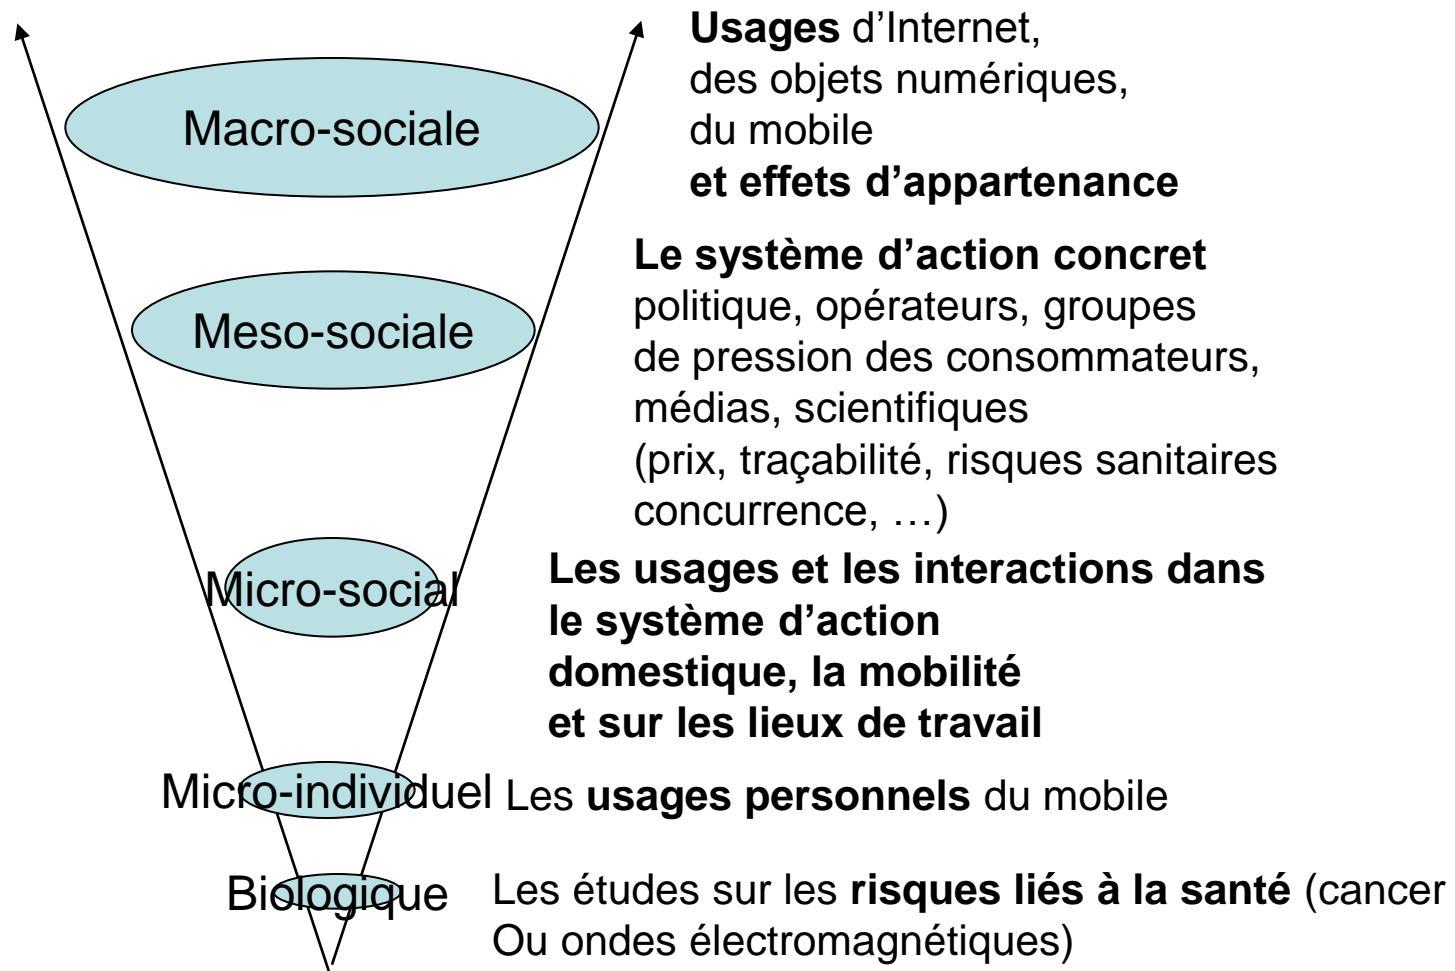 Macro-sociale
Usages d’Internet,
des objets numériques,
du mobile
et effets d’appartenance
Meso-sociale
Le système d’action concret
politique, opérateurs, groupes
de pression des consommateurs,
médias, scientifiques
(prix, traçabilité, risques sanitaires
concurrence, …)
Micro-social
Les usages et les interactions dans
le système d’action
domestique, la mobilité
et sur les lieux de travail
Micro-individuel
Les usages personnels du mobile
Biologique
Les études sur les risques liés à la santé (cancer
Ou ondes électromagnétiques)